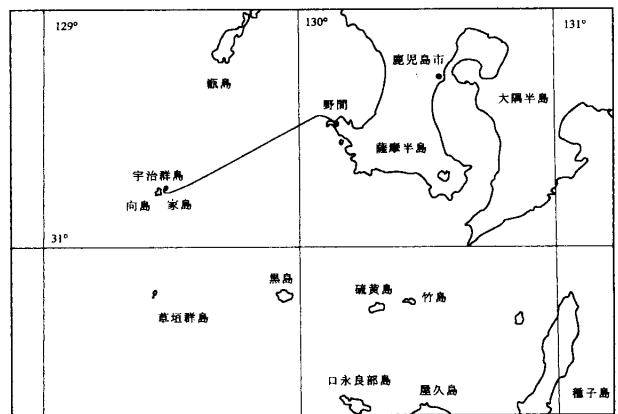 129°
130°
131°
鹿児島市
甑島
大隅半島
野間
薩摩半島
宇治群島
向島
家島
31°
黒島
硫黄島
竹島
草垣群島
口永良部島
屋久島
種子島